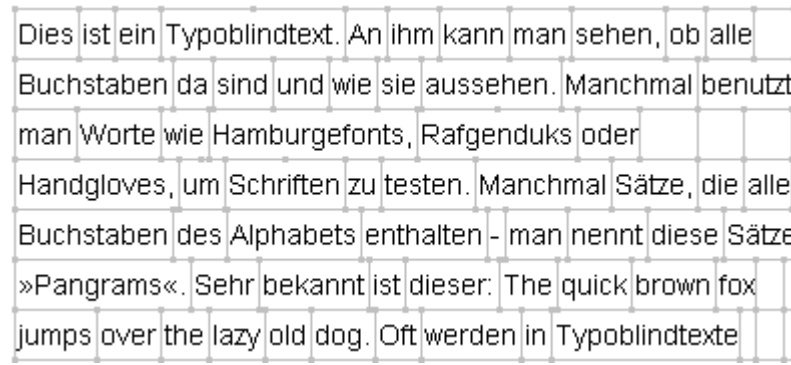 Dies ist ein Typoblindtext. An ihm kann man sehen, ob alle
Buchstaben da sind und wie sie aussehen. Manchmal benutzt
man Worte wie Hamburgefonts, Rafgenduks oder
Handgloves, um Schriften zu testen. Manchmal Sätze, die alle
Buchstaben des Alphabets enthalten - man nennt diese Sätze
»Pangrams«. Sehr bekannt ist dieser: The quick brown fox
jumps over the lazy old dog. Oft werden in Typoblindtexte